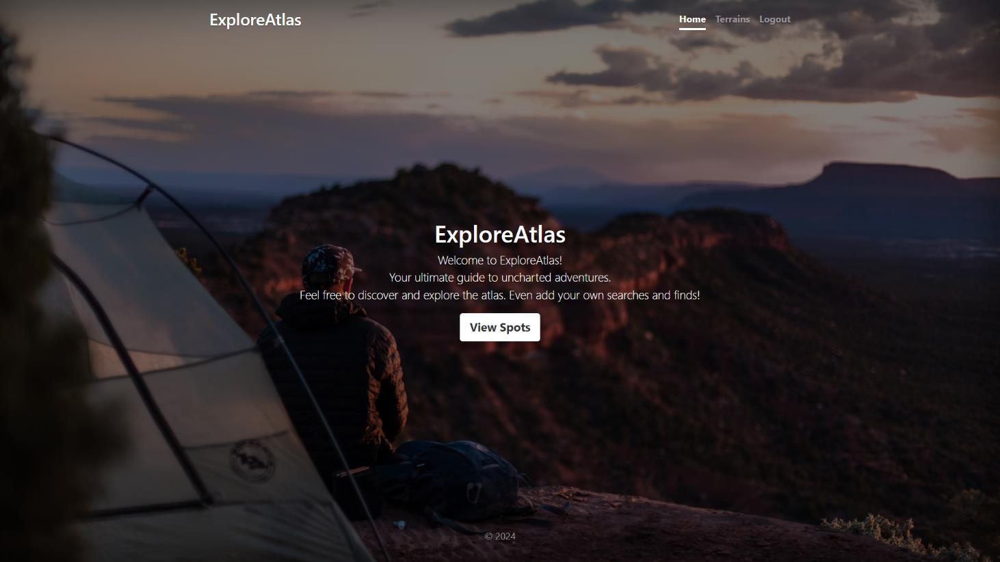 ExploreAtlas
Home Terrains Logout
ExploreAtlas
Welcome to ExploreAtlas!
Your ultimate guide to uncharted adventures.
Feel free to discover and explore the atlas. Even add your own searches and finds!
View Spots
© 2024